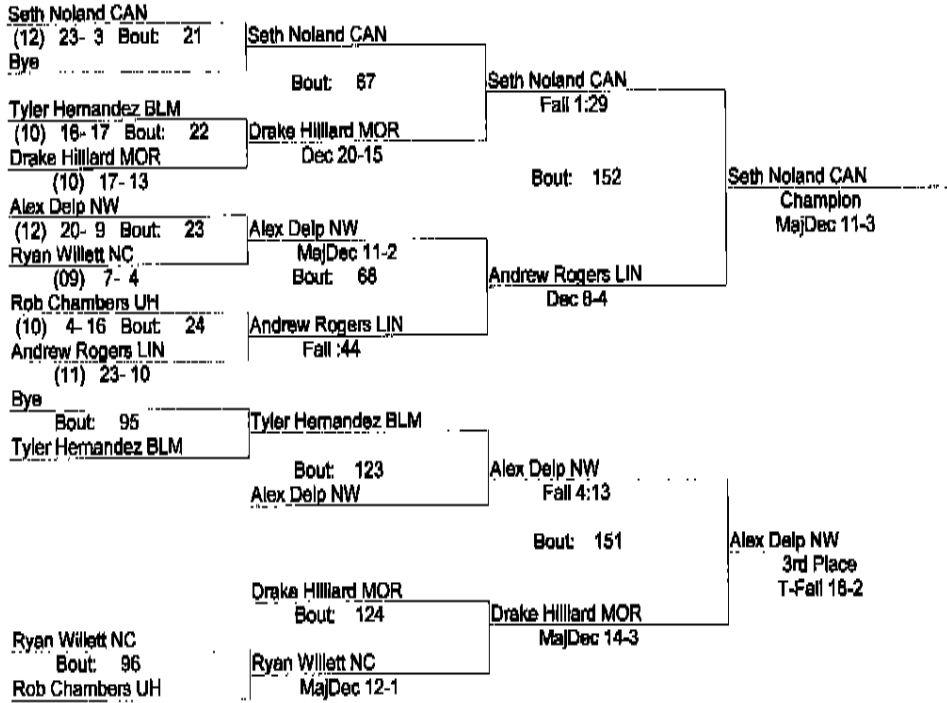 Seth Noland CAN
(12) 23- 3 Bout: 21
Bye
Tyler Hernandez BLM
(10) 16- 17 Bout: 22
Drake Hilliard MOR
(10) 17- 13
Alex Delp NW
(12) 20- 9 Bout: 23
Ryan Willett NC
(09) 7- 4
Rob Chambers UH
(10) 4- 16 Bout: 24
Andrew Rogers LIN
(11) 23- 10
Bye
Bout: 95
Tyler Hernandez BLM
Ryan Willett NC
Bout: 96
Rob Chambers UH
Seth Noland CAN
Bout: 67
Drake Hilliard MOR
Dec 20-15
Alex Delp NW
MajDec 11-2
Bout: 68
Andrew Rogers LIN
Fall :44
Tyler Hernandez BLM
Bout: 123
Alex Delp NW
Drake Hilliard MOR
Bout: 124
Ryan Willett NC
MajDec 12-1
Seth Noland CAN
Fall 1:29
Bout: 152
Andrew Rogers LIN
Dec 8-4
Alex Delp NW
Fall 4:13
Bout: 151
Drake Hilliard MOR
MajDec 14-3
Seth Noland CAN
Champion
MajDec 11-3
Alex Delp NW
3rd Place
T-Fall 18-2